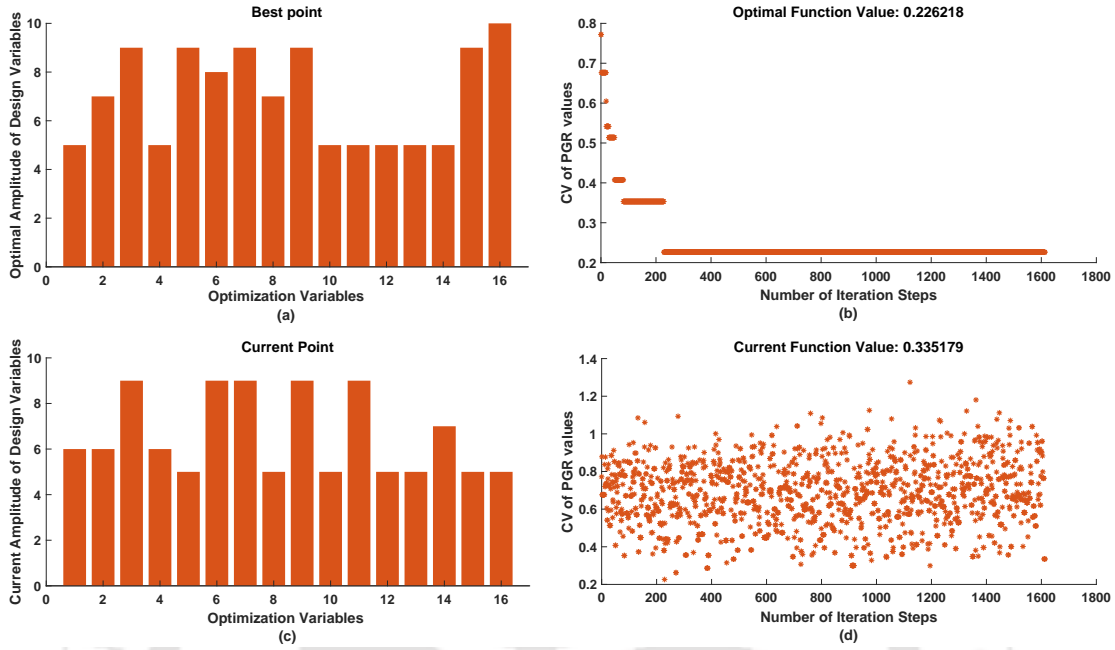 Best point
Optimal Amplitude of Design Variables
10
8
6
4
2
0
0 2 4 6 8 10 12 14 16
Optimization Variables
(a)
Optimal Function Value: 0.226218
CV of PGR values
0.8
0.7
0.6
0.5
0.4
0.3
0.2
0 200 400 600 800 1000 1200 1400 1600 1800
Number of Iteration Steps
(b)
Current Point
Current Amplitude of Design Variables
10
8
6
4
2
0
0 2 4 6 8 10 12 14 16
Optimization Variables
(c)
Current Function Value: 0.335179
CV of PGR values
1.4
1.2
1
0.8
0.6
0.4
0.2
0 200 400 600 800 1000 1200 1400 1600 1800
Number of Iteration Steps
(d)